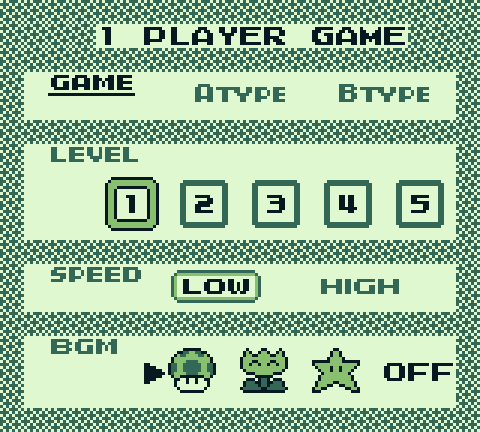 1 PLAYER GAME
GAME
ATYPE BTYPE
LEVEL
1 2 3 4 5
SPEED
LOW HIGH
BGM
OFF